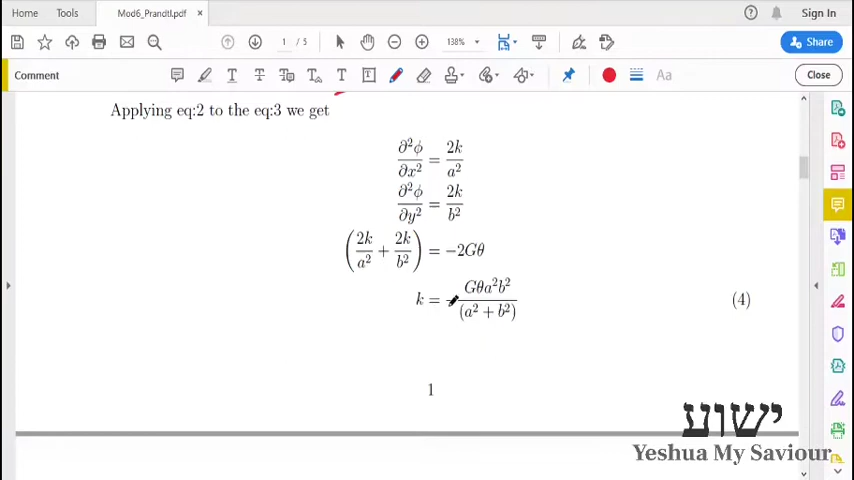 Home Tools Mod6_Prandtl.pdf × Sign In
1 / 5 138% Share
Comment Aa Close
Applying eq:2 to the eq:3 we get
∂²ϕ/∂x² = 2k/a²
∂²ϕ/∂y² = 2k/b²
(2k/a² + 2k/b²) = −2Gθ
k = − Gθa²b²/(a² + b²) (4)
1
ישוע
Yeshua My Saviour